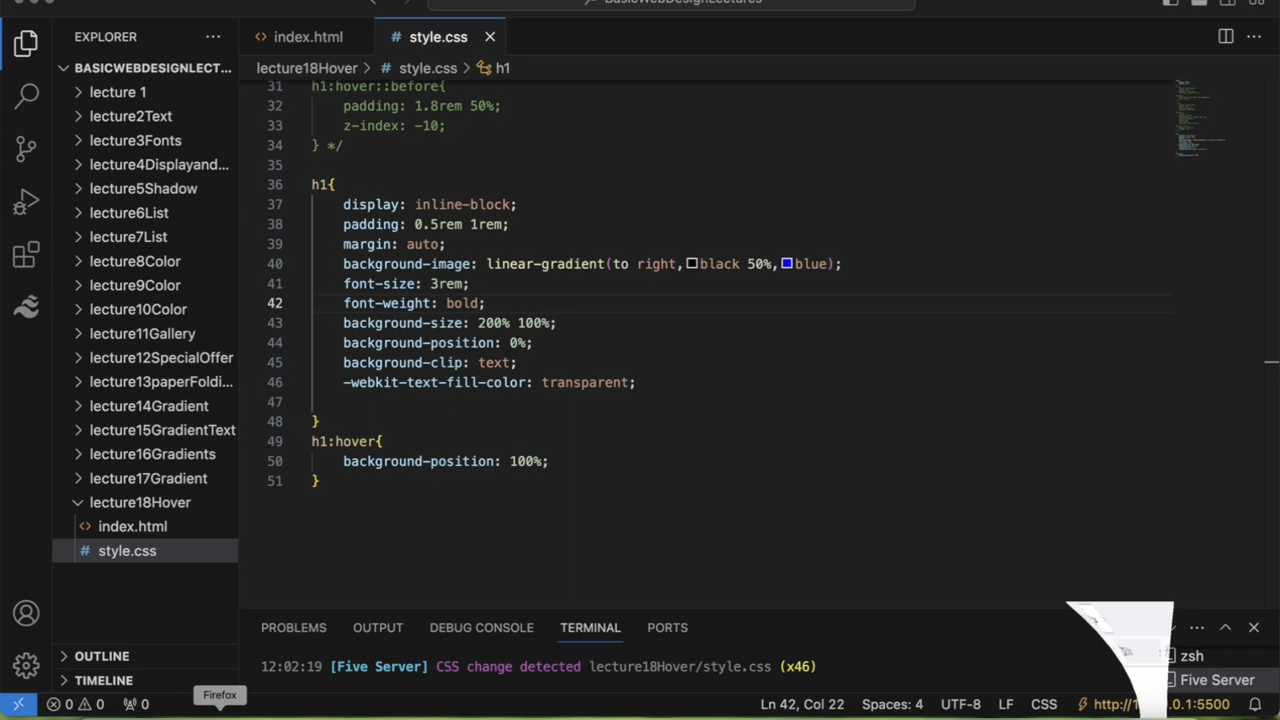 BasicWebDesignLectures
EXPLORER
index.html
style.css
BASICWEBDESIGNLECT...
lecture18Hover > style.css > h1
lecture 1
lecture2Text
lecture3Fonts
lecture4Displayand...
lecture5Shadow
lecture6List
lecture7List
lecture8Color
lecture9Color
lecture10Color
lecture11Gallery
lecture12SpecialOffer
lecture13paperFoldi...
lecture14Gradient
lecture15GradientText
lecture16Gradients
lecture17Gradient
lecture18Hover
index.html
style.css
OUTLINE
TIMELINE
31 h1:hover::before{
32 padding: 1.8rem 50%;
33 z-index: -10;
34 } */
35
36 h1{
37 display: inline-block;
38 padding: 0.5rem 1rem;
39 margin: auto;
40 background-image: linear-gradient(to right,black 50%,blue);
41 font-size: 3rem;
42 font-weight: bold;
43 background-size: 200% 100%;
44 background-position: 0%;
45 background-clip: text;
46 -webkit-text-fill-color: transparent;
47
48 }
49 h1:hover{
50 background-position: 100%;
51 }
PROBLEMS OUTPUT DEBUG CONSOLE TERMINAL PORTS
12:02:19 [Five Server] CSS change detected lecture18Hover/style.css (x46)
zsh
Five Server
Firefox
0 0 0 Ln 42, Col 22 Spaces: 4 UTF-8 LF CSS http://1 .0.1:5500